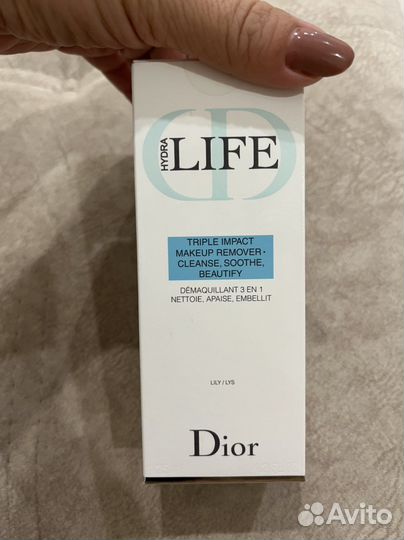 HYDRA
LIFE
TRIPLE IMPACT
MAKEUP REMOVER·
CLEANSE, SOOTHE,
BEAUTIFY
DÉMAQUILLANT 3 EN 1
NETTOIE, APAISE, EMBELLIT
LILY / LYS
Dior
Avito